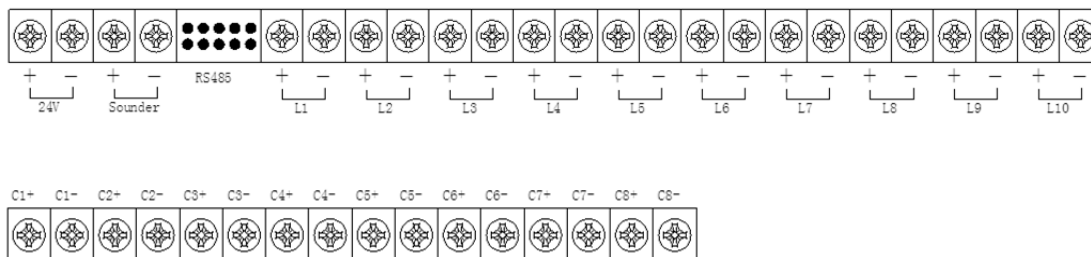 + − + − RS485 + − + − + − + − + − + − + − + − + − + −
24V Sounder L1 L2 L3 L4 L5 L6 L7 L8 L9 L10
C1+ C1- C2+ C2- C3+ C3- C4+ C4- C5+ C5- C6+ C6- C7+ C7- C8+ C8-